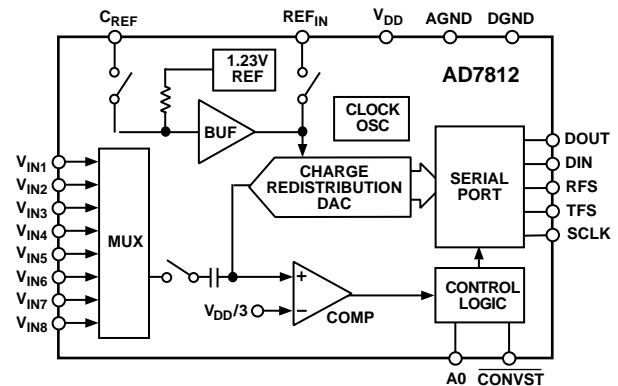 CREF REFIN VDD AGND DGND
1.23V
REF
AD7812
CLOCK
OSC
BUF
DOUT
DIN
RFS
TFS
SCLK
SERIAL
PORT
CHARGE
REDISTRIBUTION
DAC
VIN1
VIN2
VIN3
VIN4
VIN5
VIN6
VIN7
VIN8
MUX
+
−
VDD/3
COMP
CONTROL
LOGIC
A0 CONVST